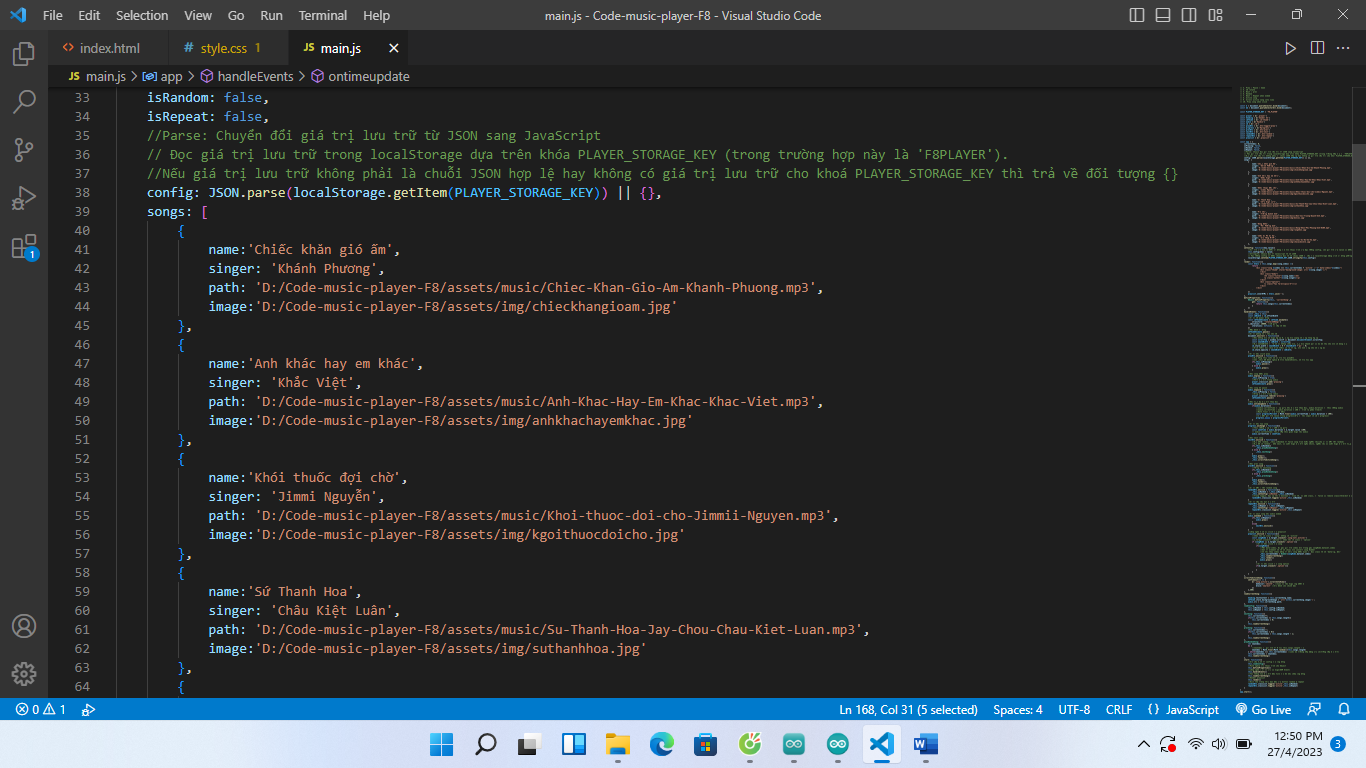 File Edit Selection View Go Run Terminal Help main.js - Code-music-player-F8 - Visual Studio Code
<> index.html # style.css 1 JS main.js ✕
JS main.js > app > handleEvents > ontimeupdate
33 isRandom: false,
34 isRepeat: false,
35 //Parse: Chuyển đổi giá trị lưu trữ từ JSON sang JavaScript
36 // Đọc giá trị lưu trữ trong localStorage dựa trên khóa PLAYER_STORAGE_KEY (trong trường hợp này là 'F8PLAYER').
37 //Nếu giá trị lưu trữ không phải là chuỗi JSON hợp lệ hay không có giá trị lưu trữ cho khoá PLAYER_STORAGE_KEY thì trả về đối tượng {}
38 config: JSON.parse(localStorage.getItem(PLAYER_STORAGE_KEY)) || {},
39 songs: [
40 {
41 name:'Chiếc khăn gió ấm',
42 singer: 'Khánh Phương',
43 path: 'D:/Code-music-player-F8/assets/music/Chiec-Khan-Gio-Am-Khanh-Phuong.mp3',
44 image:'D:/Code-music-player-F8/assets/img/chieckhangioam.jpg'
45 },
46 {
47 name:'Anh khác hay em khác',
48 singer: 'Khắc Việt',
49 path: 'D:/Code-music-player-F8/assets/music/Anh-Khac-Hay-Em-Khac-Khac-Viet.mp3',
50 image:'D:/Code-music-player-F8/assets/img/anhkhachayemkhac.jpg'
51 },
52 {
53 name:'Khói thuốc đợi chờ',
54 singer: 'Jimmi Nguyễn',
55 path: 'D:/Code-music-player-F8/assets/music/Khoi-thuoc-doi-cho-Jimmii-Nguyen.mp3',
56 image:'D:/Code-music-player-F8/assets/img/kgoithuocdoicho.jpg'
57 },
58 {
59 name:'Sứ Thanh Hoa',
60 singer: 'Châu Kiệt Luân',
61 path: 'D:/Code-music-player-F8/assets/music/Su-Thanh-Hoa-Jay-Chou-Chau-Kiet-Luan.mp3',
62 image:'D:/Code-music-player-F8/assets/img/suthanhhoa.jpg'
63 },
64 {
1
0 1 Ln 168, Col 31 (5 selected) Spaces: 4 UTF-8 CRLF {} JavaScript Go Live
12:50 PM
27/4/2023 3